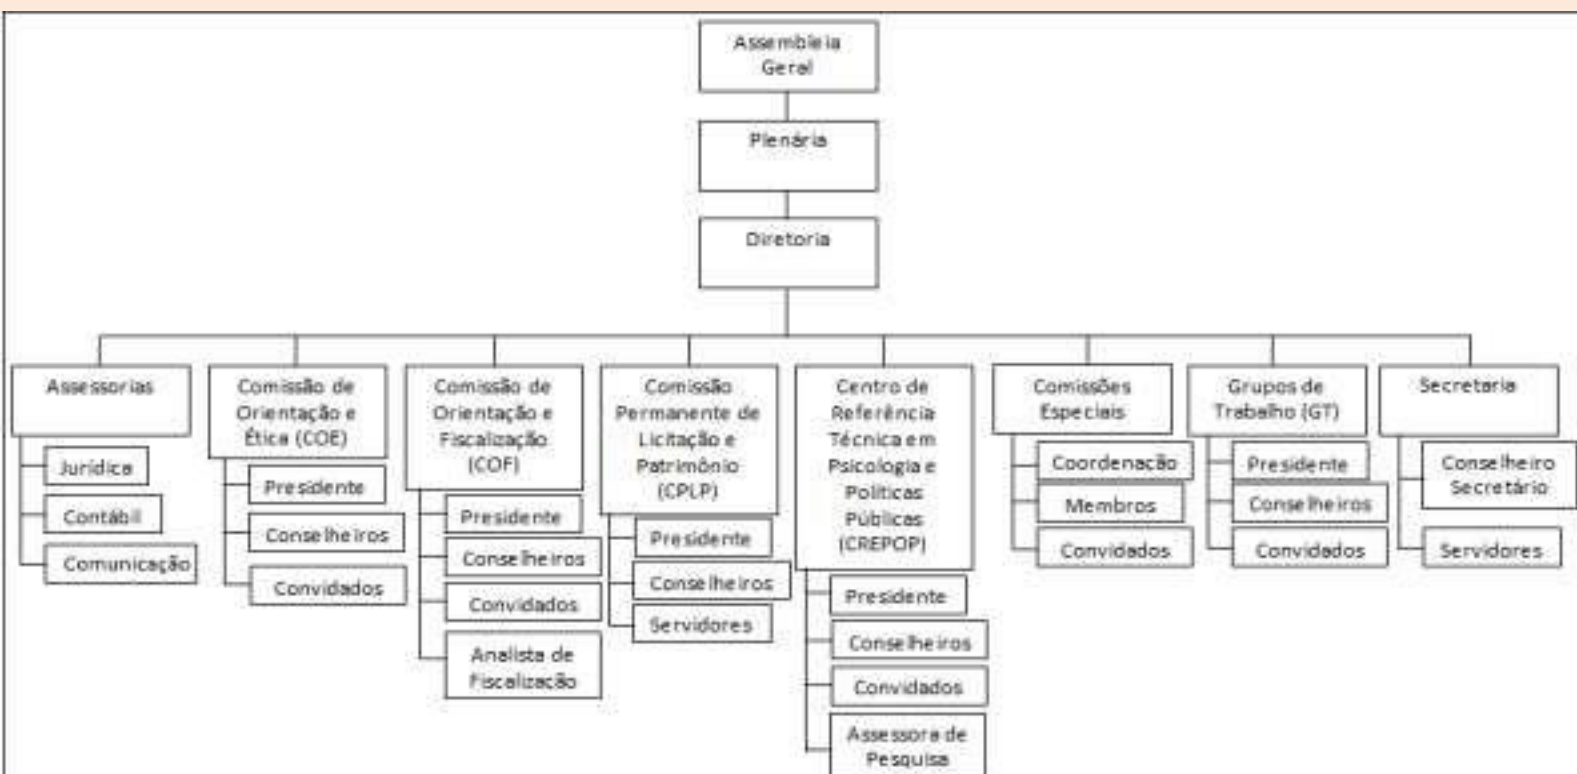 Assembleia
Geral
Plenária
Diretoria
Assessorias
Jurídica
Contábil
Comunicação
Comissão de
Orientação e
Ética (COE)
Presidente
Conselheiros
Convidados
Comissão de
Orientação e
Fiscalização
(COF)
Presidente
Conselheiros
Convidados
Analista de
Fiscalização
Comissão
Permanente de
Licitação e
Patrimônio
(CPLP)
Presidente
Conselheiros
Servidores
Centro de
Referência
Técnica em
Psicologia e
Políticas
Públicas
(CREPOP)
Presidente
Conselheiros
Convidados
Assessora de
Pesquisa
Comissões
Especiais
Coordenação
Membros
Convidados
Grupos de
Trabalho (GT)
Presidente
Conselheiros
Convidados
Secretaria
Conselheiro
Secretário
Servidores